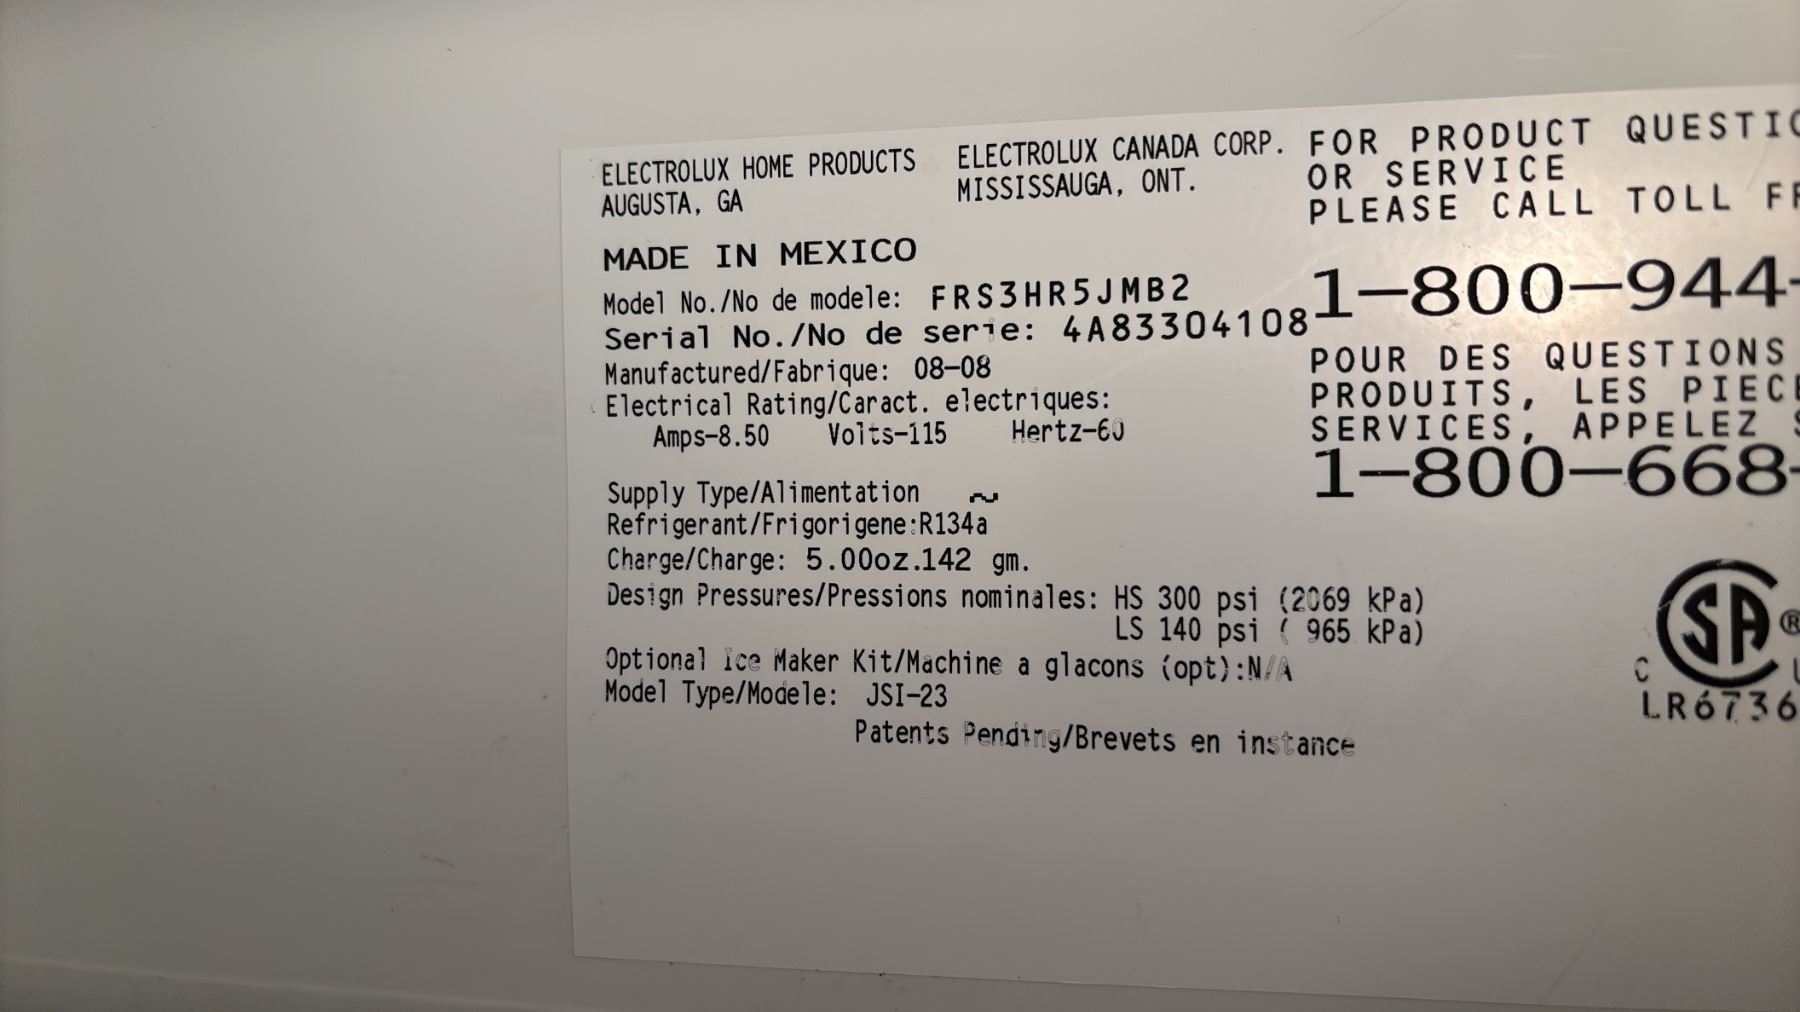 ELECTROLUX HOME PRODUCTS
AUGUSTA, GA
ELECTROLUX CANADA CORP.
MISSISSAUGA, ONT.
MADE IN MEXICO
Model No./No de modele: FRS3HR5JMB2
Serial No./No de serie: 4A83304108
Manufactured/Fabrique: 08-08
Electrical Rating/Caract. electriques:
Amps-8.50 Volts-115 Hertz-60
Supply Type/Alimentation ~
Refrigerant/Frigorigene:R134a
Charge/Charge: 5.00oz.142 gm.
Design Pressures/Pressions nominales: HS 300 psi (2069 kPa)
LS 140 psi ( 965 kPa)
Optional Ice Maker Kit/Machine a glacons (opt):N/A
Model Type/Modele: JSI-23
Patents Pending/Brevets en instance
FOR PRODUCT
OR SERVICE
PLEASE CALL TOLL
1-800-944-
POUR DES QUESTIONS
PRODUITS, LES
SERVICES, APPELEZ
1-800-668-
SA ®
C
LR6736